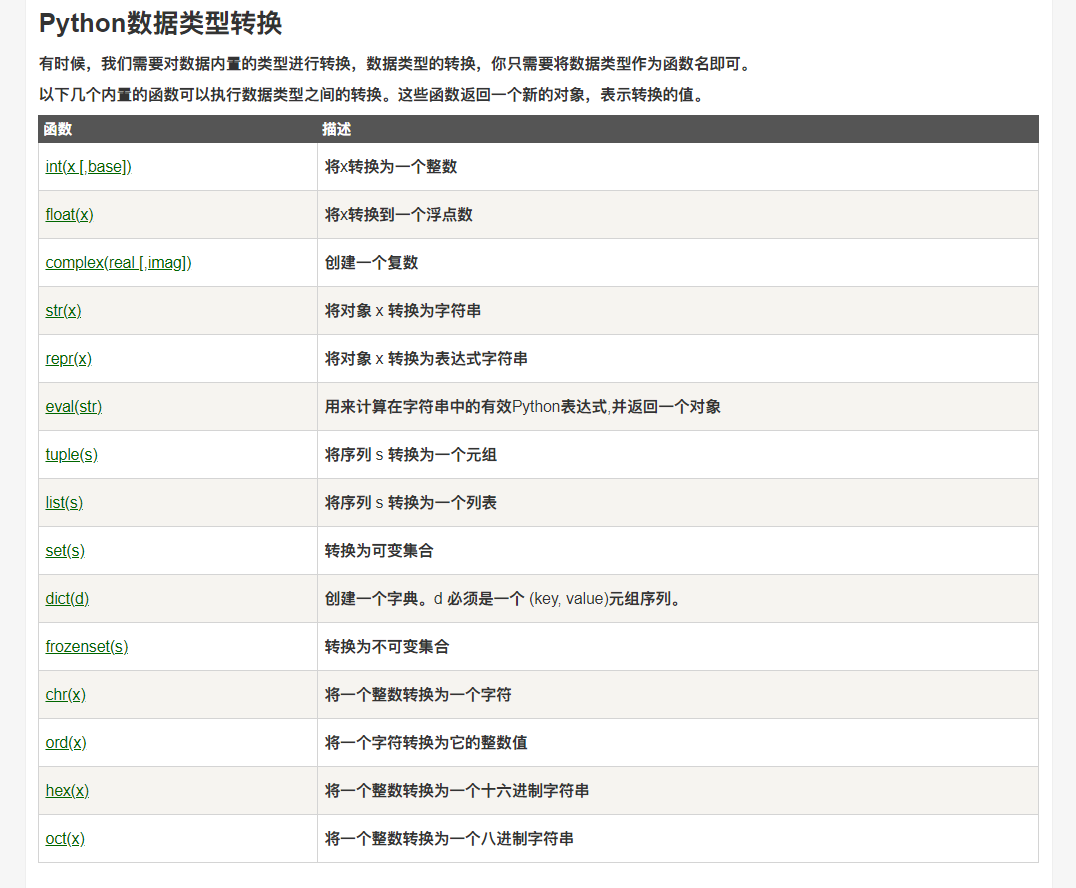 Python数据类型转换
有时候，我们需要对数据内置的类型进行转换，数据类型的转换，你只需要将数据类型作为函数名即可。
以下几个内置的函数可以执行数据类型之间的转换。这些函数返回一个新的对象，表示转换的值。
函数 描述
int(x [,base]) 将x转换为一个整数
float(x) 将x转换到一个浮点数
complex(real [,imag]) 创建一个复数
str(x) 将对象 x 转换为字符串
repr(x) 将对象 x 转换为表达式字符串
eval(str) 用来计算在字符串中的有效Python表达式,并返回一个对象
tuple(s) 将序列 s 转换为一个元组
list(s) 将序列 s 转换为一个列表
set(s) 转换为可变集合
dict(d) 创建一个字典。d 必须是一个 (key, value)元组序列。
frozenset(s) 转换为不可变集合
chr(x) 将一个整数转换为一个字符
ord(x) 将一个字符转换为它的整数值
hex(x) 将一个整数转换为一个十六进制字符串
oct(x) 将一个整数转换为一个八进制字符串